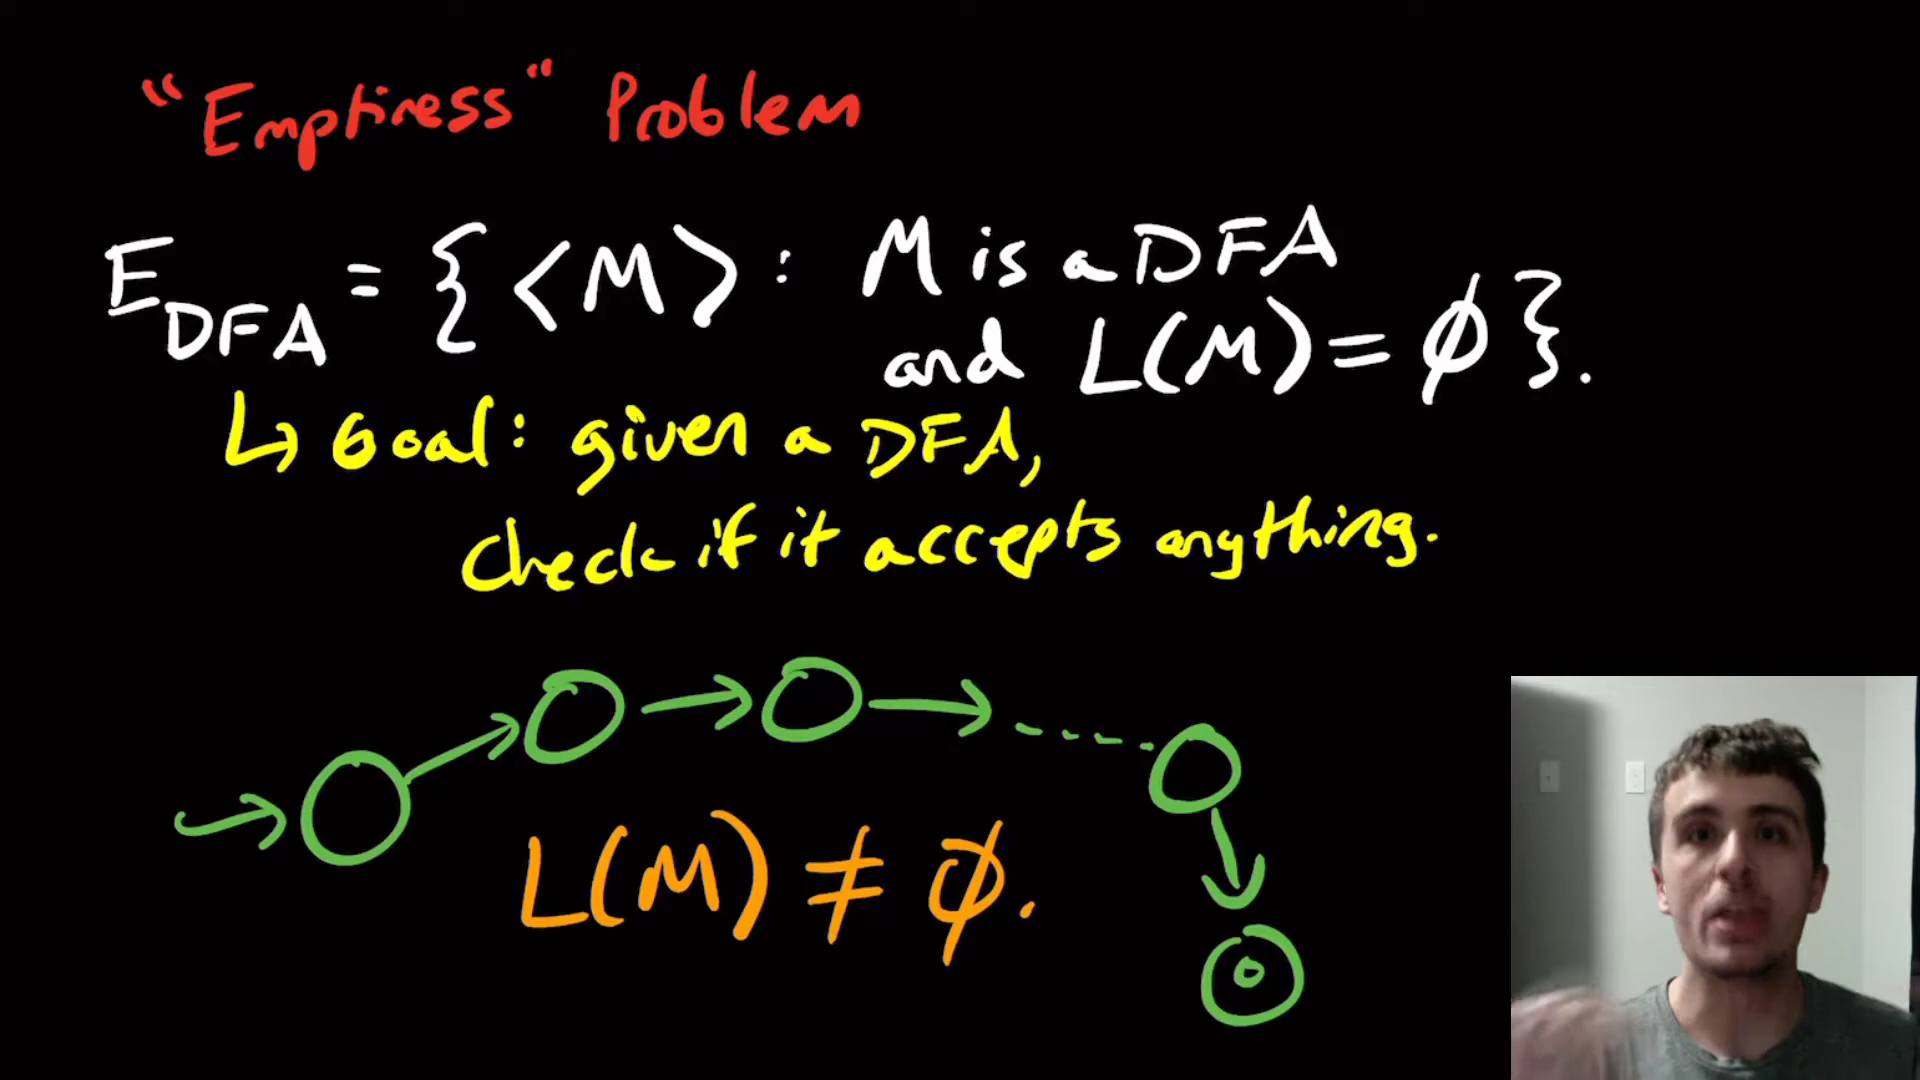 "Emptiness" Problem
E_DFA = {<M>: M is a DFA
and L(M) = ∅}.
↳ Goal: given a DFA,
check if it accepts anything.
L(M) ≠ ∅.